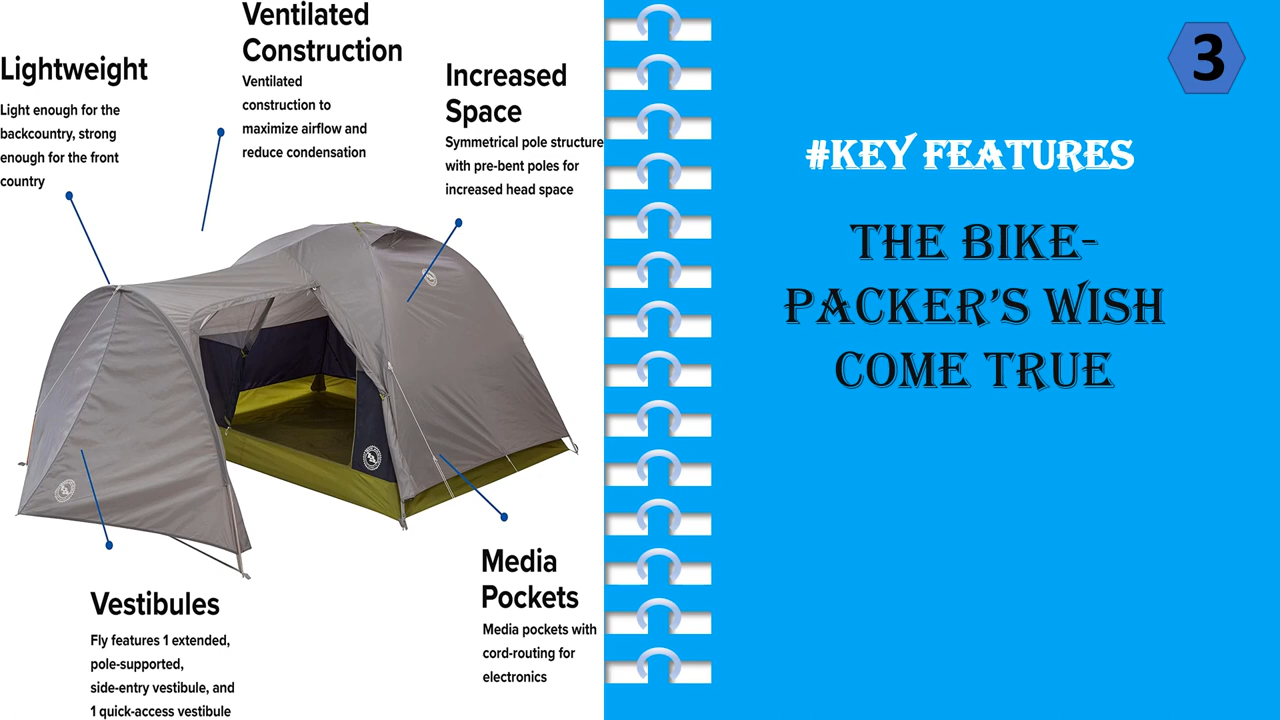 Ventilated
Construction
Ventilated
construction to
maximize airflow and
reduce condensation
Lightweight
Light enough for the
backcountry, strong
enough for the front
country
Increased
Space
Symmetrical pole structure
with pre-bent poles for
increased head space
Vestibules
Fly features 1 extended,
pole-supported,
side-entry vestibule, and
1 quick-access vestibule
Media
Pockets
Media pockets with
cord-routing for
electronics
3
#KEY FEATURES
THE BIKE-
PACKER’S WISH
COME TRUE